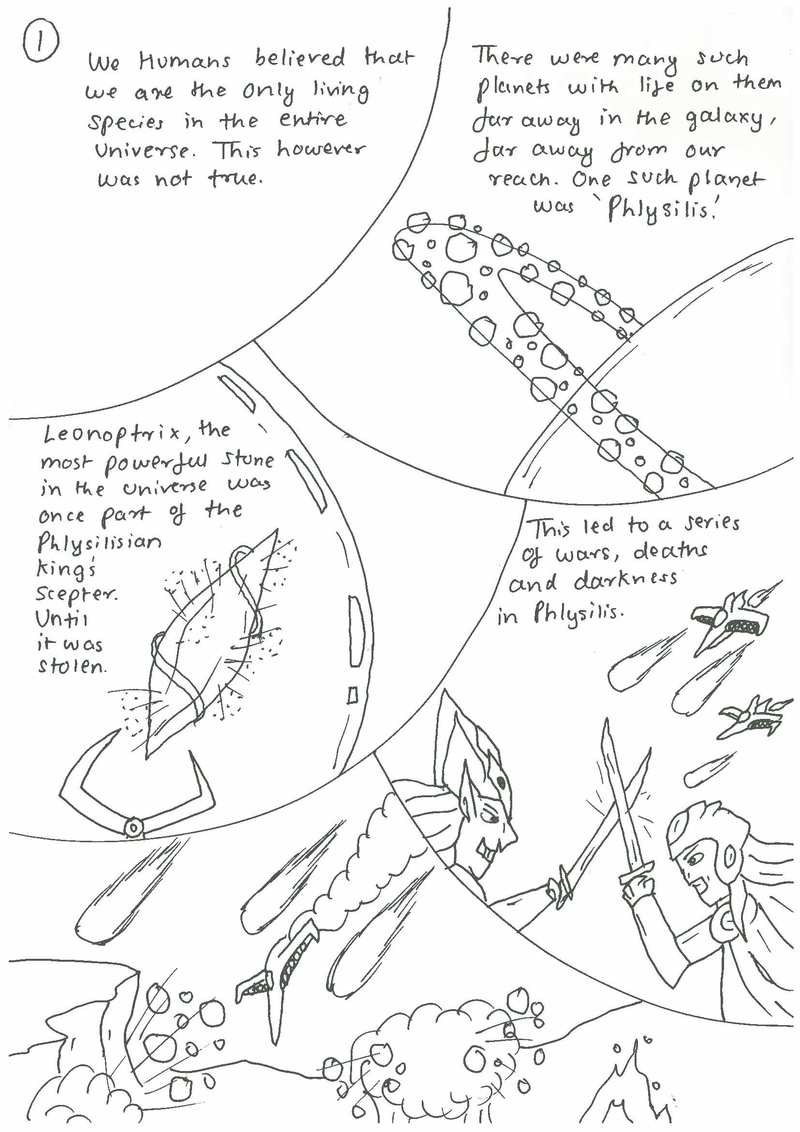 1
We Humans believed that
we are the only living
species in the entire
Universe. This however
was not true.
There were many such
planets with life on them
far away in the galaxy,
far away from our
reach. One such planet
was 'Phlysilis.'
Leonoptrix, the
most powerful stone
in the universe was
once part of the
Phlysilisian
king's
Scepter.
Until
it was
stolen.
This led to a series
of wars, deaths
and darkness
in Phlysilis.